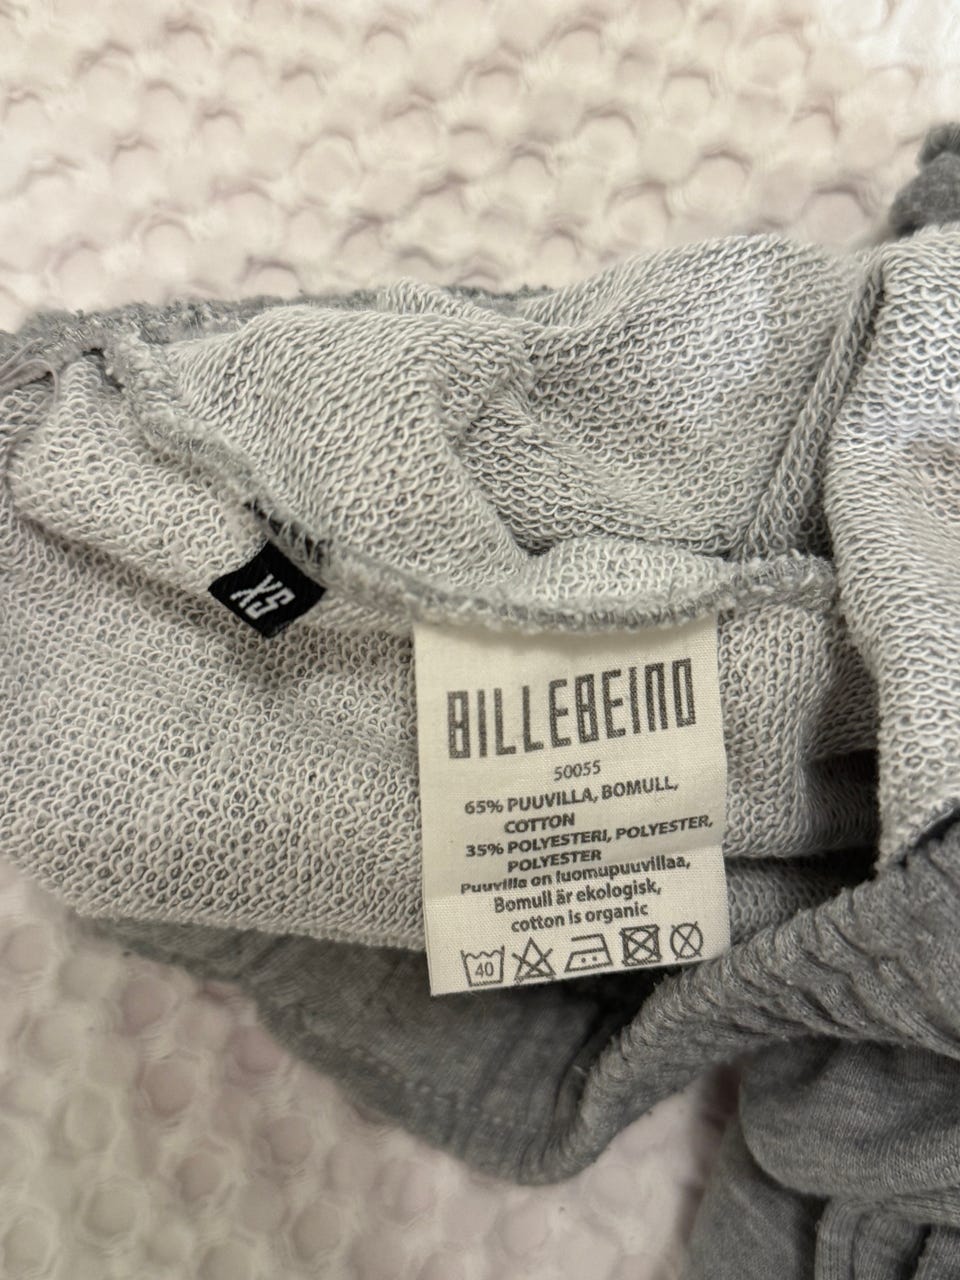 XS
BILLEBEINO
50055
65% PUUVILLA, BOMULL,
COTTON
35% POLYESTERI, POLYESTER,
POLYESTER
Puuvilla on luomupuuvillaa,
Bomull är ekologisk,
cotton is organic
40